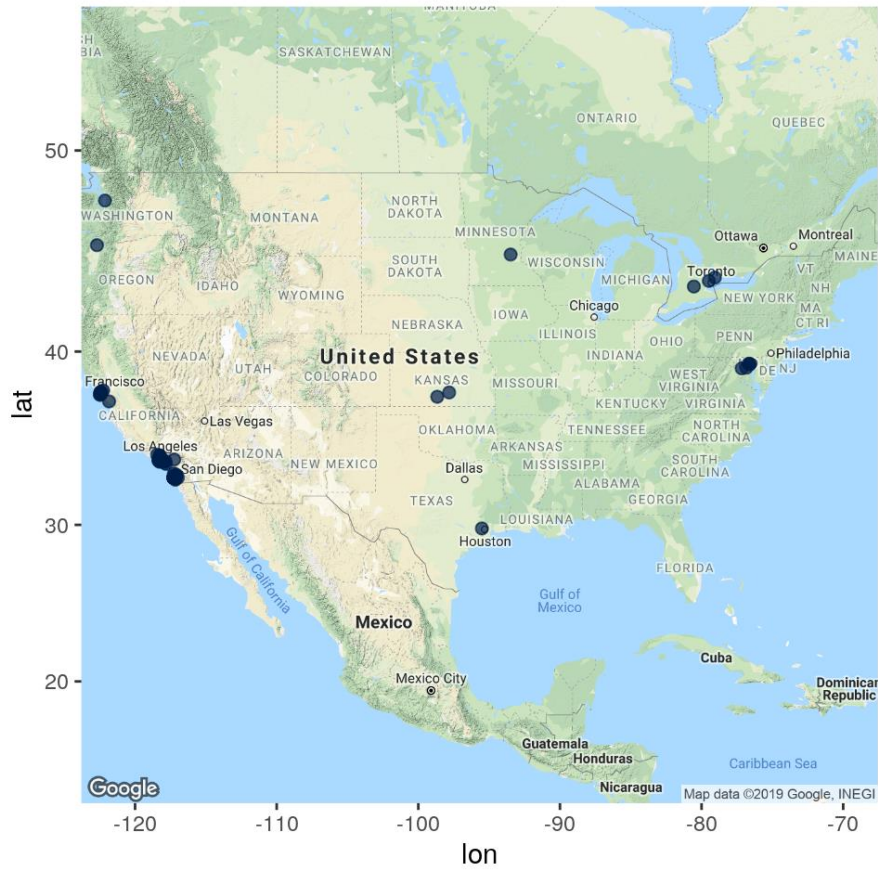 MANITOBA
SH
BIA
SASKATCHEWAN
ONTARIO
QUEBEC
50
WASHINGTON
MONTANA
NORTH
DAKOTA
MINNESOTA
Ottawa
Montreal
MAINE
VT
OREGON
IDAHO
SOUTH
DAKOTA
WISCONSIN
MICHIGAN
Toronto
NEW YORK
NH
MA
CT RI
WYOMING
IOWA
Chicago
NEBRASKA
ILLINOIS
INDIANA
OHIO
PENN
40
NEVADA
UTAH
United States
COLORADO
KANSAS
MISSOURI
WEST
VIRGINIA
DE NJ
Philadelphia
Francisco
CALIFORNIA
Las Vegas
KENTUCKY
VIRGINIA
Los Angeles
ARIZONA
NEW MEXICO
OKLAHOMA
ARKANSAS
TENNESSEE
NORTH
CAROLINA
San Diego
Dallas
MISSISSIPPI
ALABAMA
SOUTH
CAROLINA
GEORGIA
TEXAS
LOUISIANA
30
Houston
FLORIDA
Gulf of California
Gulf of
Mexico
Mexico
Cuba
20
Mexico City
Dominican
Republic
Guatemala
Honduras
Nicaragua
Caribbean Sea
Google
Map data ©2019 Google, INEGI
-120
-110
-100
-90
-80
-70
lat
lon